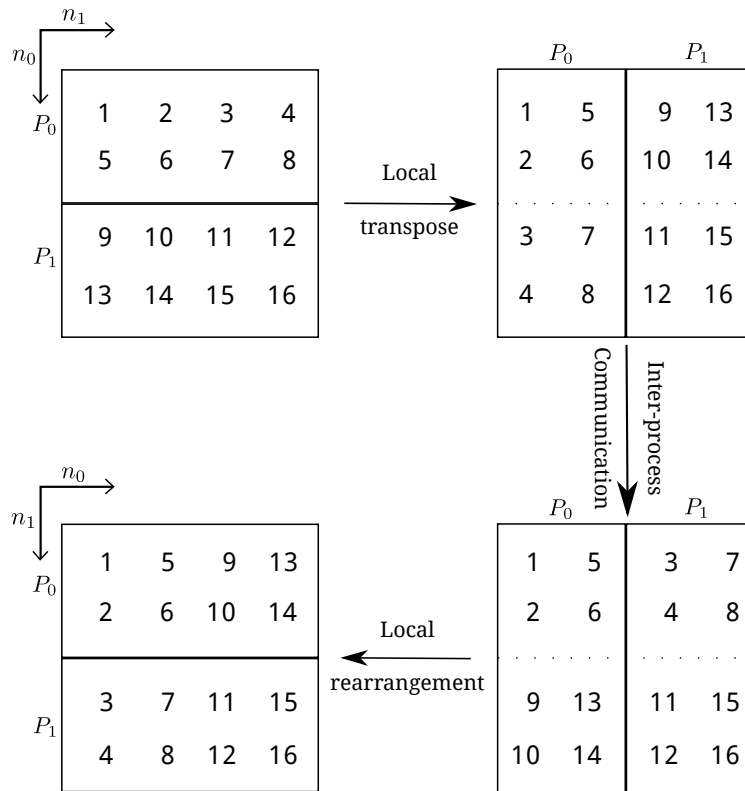 n₁
n₀
P₀
1 2 3 4
5 6 7 8
P₁
9 10 11 12
13 14 15 16
Local
transpose
P₀ P₁
1 5 9 13
2 6 10 14
3 7 11 15
4 8 12 16
Inter-process
Communication
P₀ P₁
1 5 3 7
2 6 4 8
9 13 11 15
10 14 12 16
Local
rearrangement
n₀
n₁
P₀
1 5 9 13
2 6 10 14
P₁
3 7 11 15
4 8 12 16